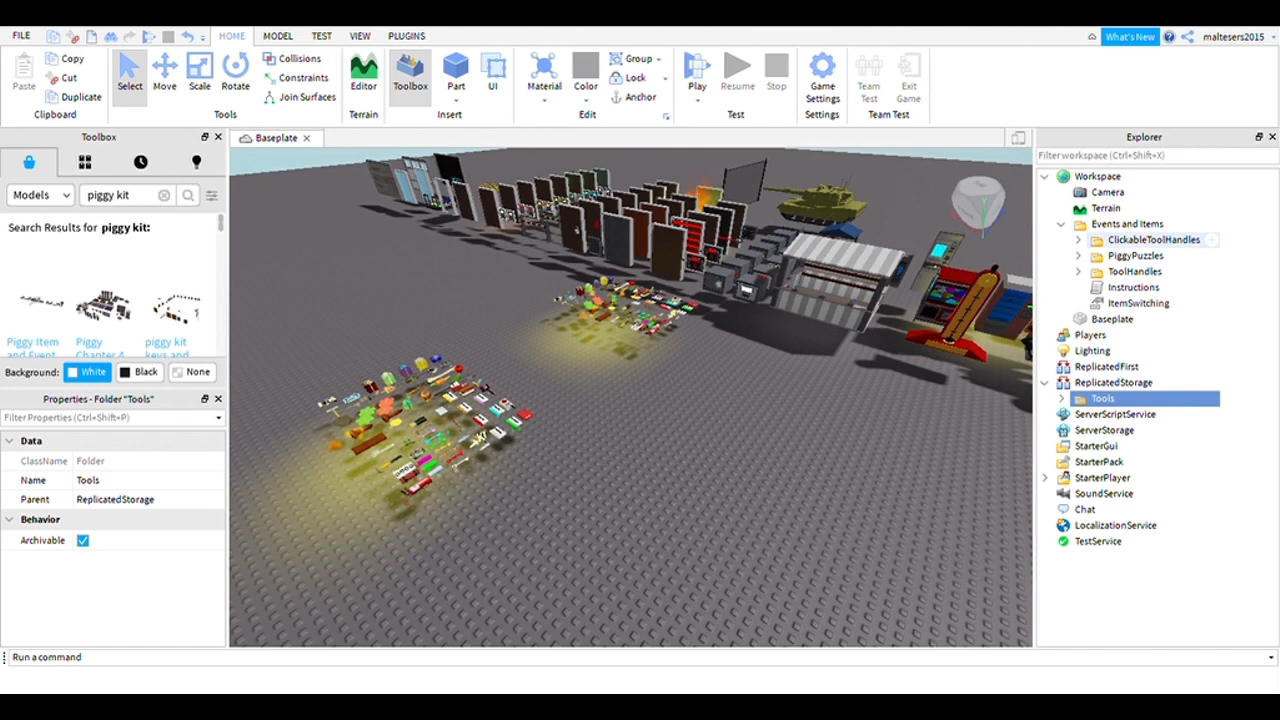 FILE HOME MODEL TEST VIEW PLUGINS What's New maltesers2015
Paste Copy Cut Duplicate Select Move Scale Rotate Collisions Constraints Join Surfaces Editor Toolbox Part UI Material Color Group Lock Anchor Play Resume Stop Game Settings Team Test Exit Game
Clipboard Tools Terrain Insert Edit Test Settings Team Test
Toolbox
Models piggy kit
Search Results for piggy kit:
Piggy Item and Event
Piggy Chapter 4
piggy kit keys and
Background: White Black None
Properties - Folder "Tools"
Filter Properties (Ctrl+Shift+P)
Data
ClassName Folder
Name Tools
Parent ReplicatedStorage
Behavior
Archivable
Baseplate
Explorer
Filter workspace (Ctrl+Shift+X)
Workspace
Camera
Terrain
Events and Items
ClickableToolHandles
PiggyPuzzles
ToolHandles
Instructions
ItemSwitching
Baseplate
Players
Lighting
ReplicatedFirst
ReplicatedStorage
Tools
ServerScriptService
ServerStorage
StarterGui
StarterPack
StarterPlayer
SoundService
Chat
LocalizationService
TestService
Run a command